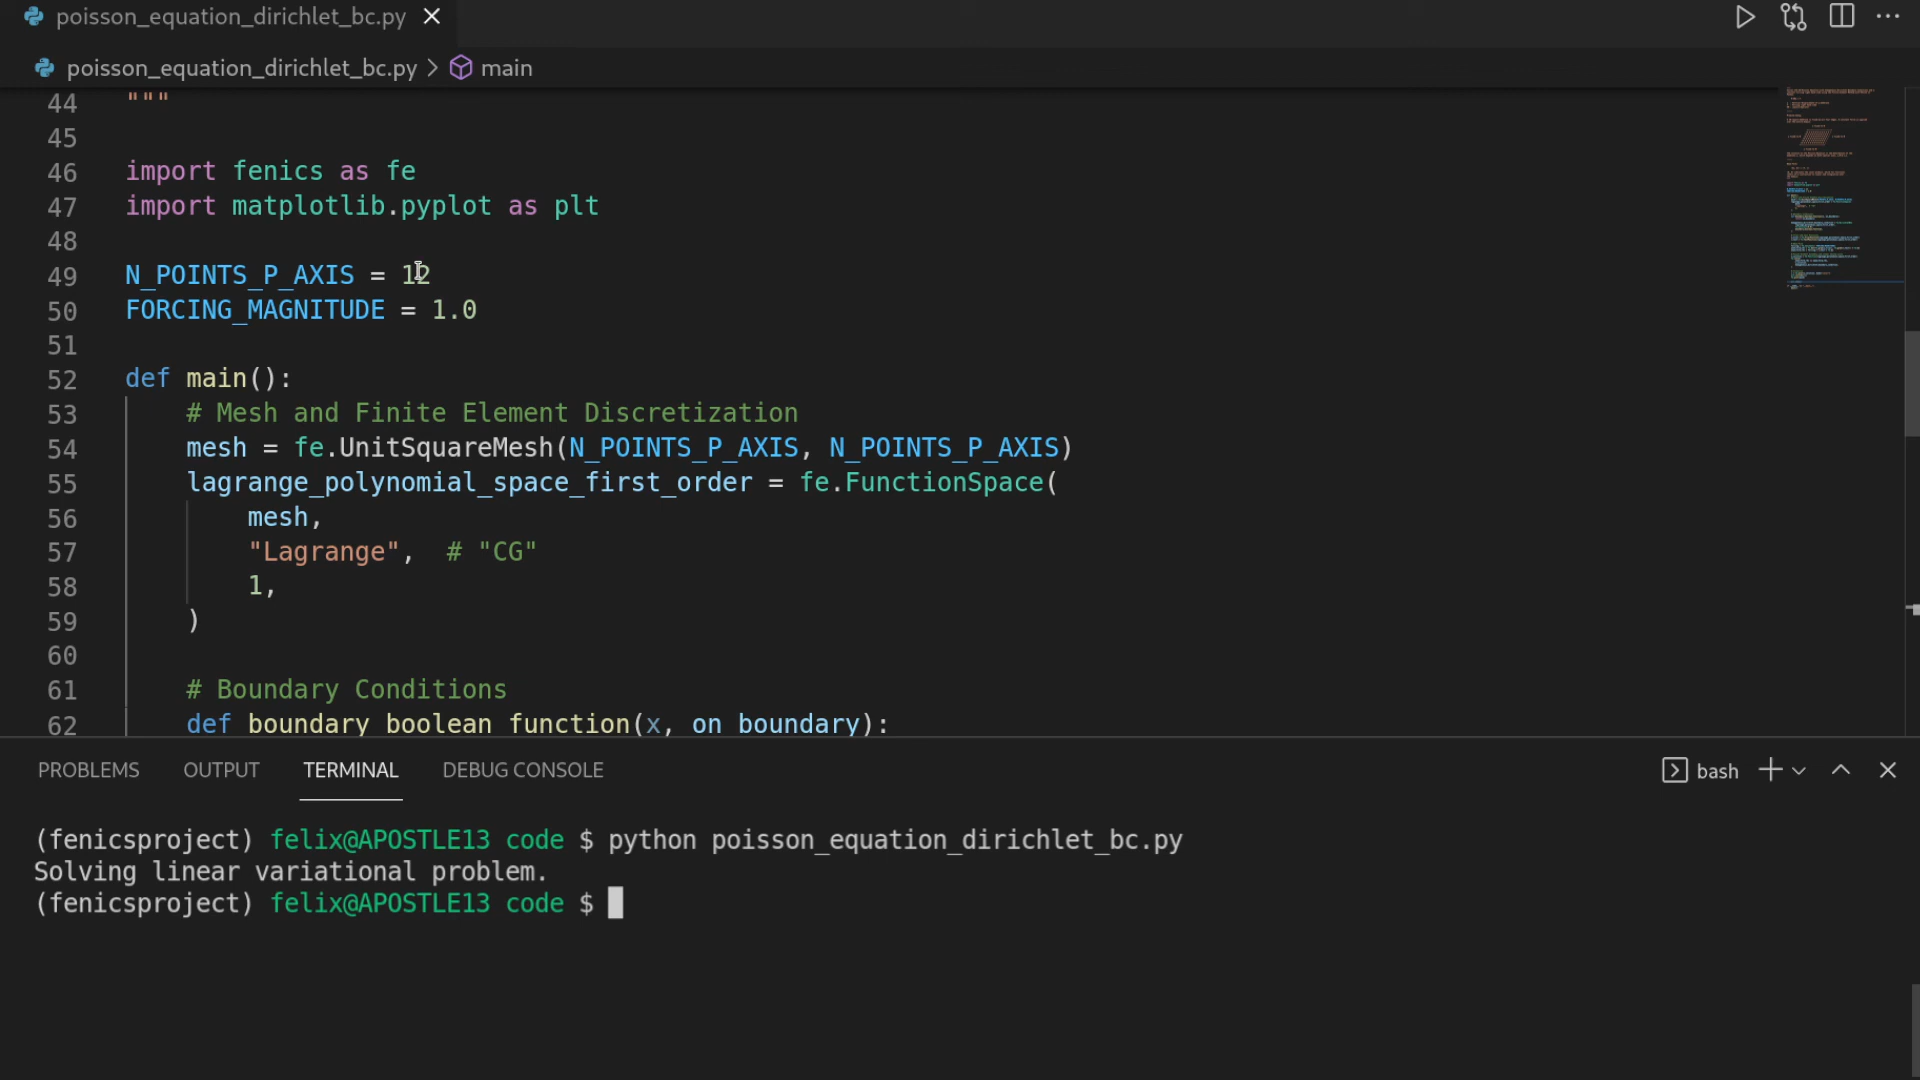 poisson_equation_dirichlet_bc.py
poisson_equation_dirichlet_bc.py > main
44 """
45
46 import fenics as fe
47 import matplotlib.pyplot as plt
48
49 N_POINTS_P_AXIS = 12
50 FORCING_MAGNITUDE = 1.0
51
52 def main():
53 # Mesh and Finite Element Discretization
54 mesh = fe.UnitSquareMesh(N_POINTS_P_AXIS, N_POINTS_P_AXIS)
55 lagrange_polynomial_space_first_order = fe.FunctionSpace(
56 mesh,
57 "Lagrange", # "CG"
58 1,
59 )
60
61 # Boundary Conditions
62 def boundary_boolean_function(x, on_boundary):
PROBLEMS OUTPUT TERMINAL DEBUG CONSOLE bash
(fenicsproject) felix@APOSTLE13 code $ python poisson_equation_dirichlet_bc.py
Solving linear variational problem.
(fenicsproject) felix@APOSTLE13 code $